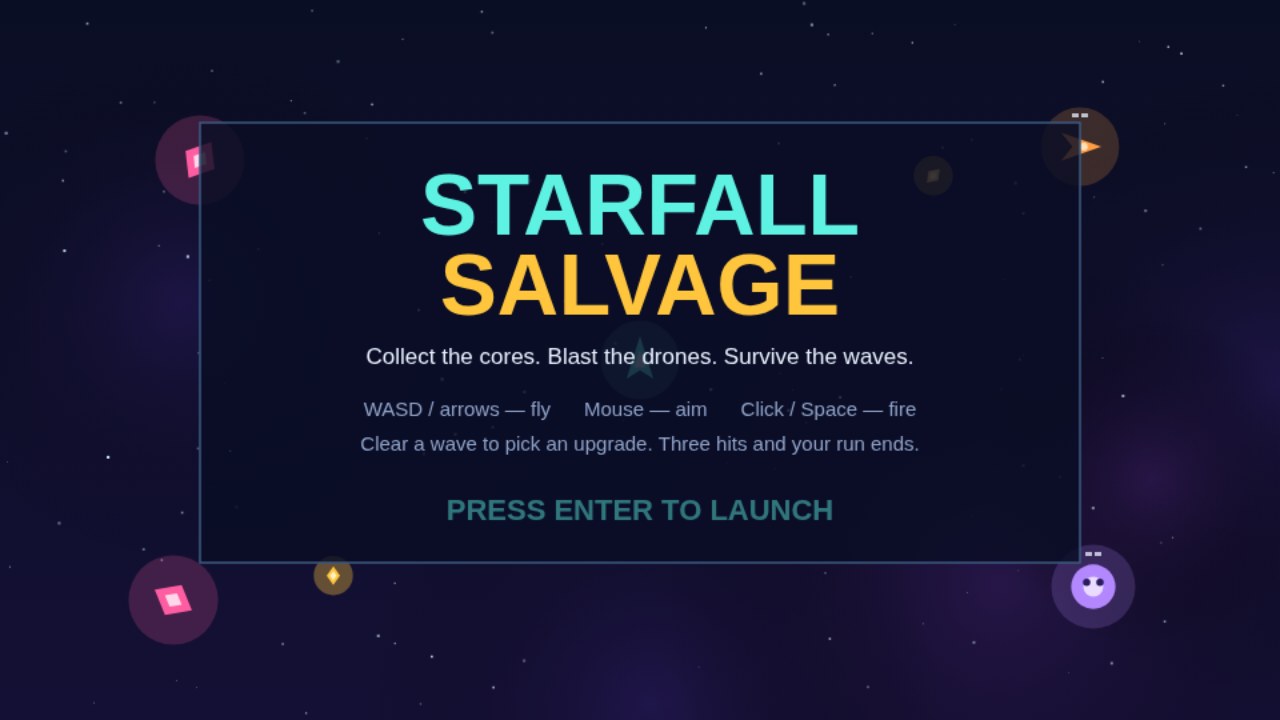 STARFALL
SALVAGE
Collect the cores. Blast the drones. Survive the waves.
WASD / arrows — fly Mouse — aim Click / Space — fire
Clear a wave to pick an upgrade. Three hits and your run ends.
PRESS ENTER TO LAUNCH